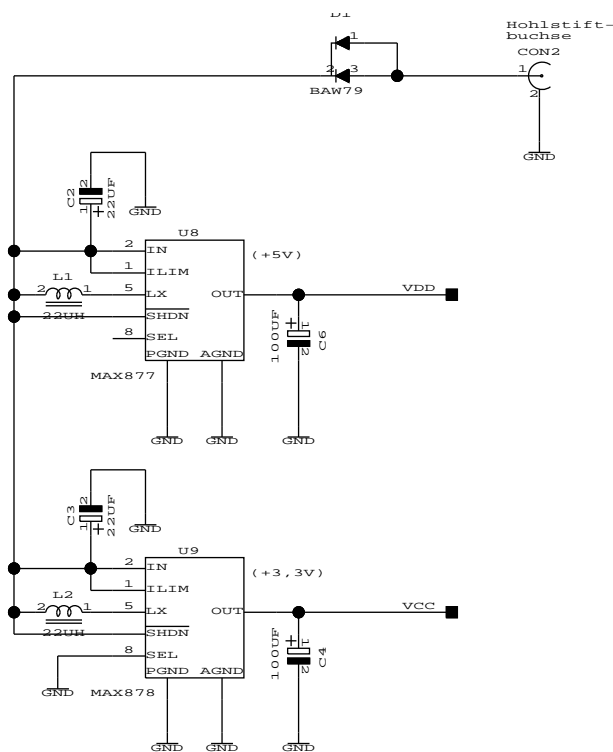 D1
Hohlstift-
buchse
CON2
1
2 3
1
2
BAW79
GND
C2
1 2
22UF
GND
U8
(+5V)
2 IN
1 ILIM
L1
2 1
22UH
5 LX
OUT
VDD
SHDN
8 SEL
PGND AGND
MAX877
100UF
1 2
C6
GND
GND
GND
C3
1 2
22UF
GND
U9
(+3,3V)
2 IN
1 ILIM
L2
2 1
22UH
5 LX
OUT
VCC
SHDN
8 SEL
PGND AGND
GND
MAX878
100UF
1 2
C4
GND
GND
GND